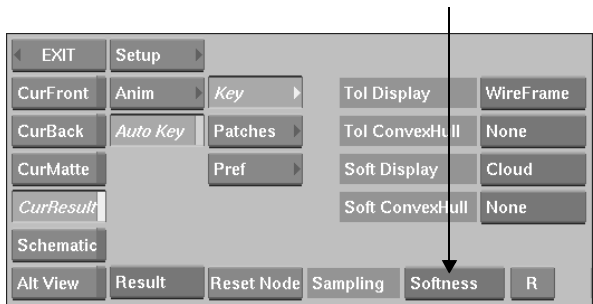 EXIT Setup
CurFront Anim Key Tol Display WireFrame
CurBack Auto Key Patches Tol ConvexHull None
CurMatte Pref Soft Display Cloud
CurResult Soft ConvexHull None
Schematic
Alt View Result Reset Node Sampling Softness R